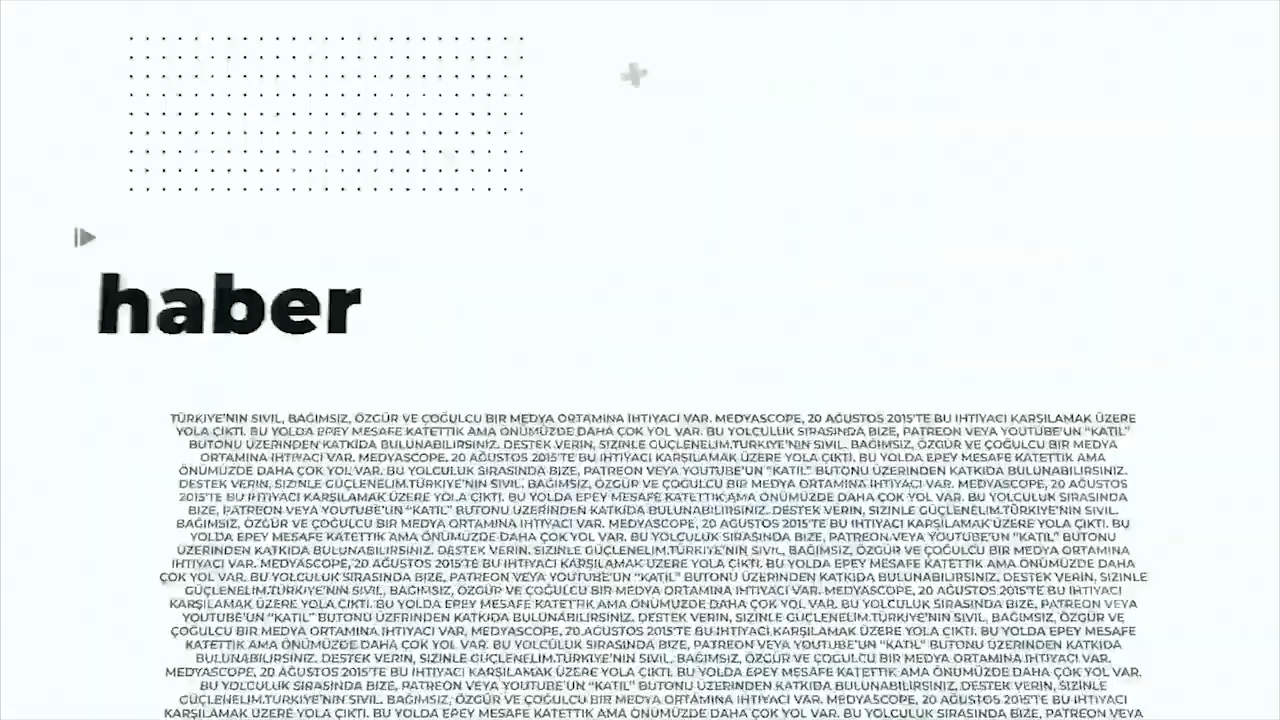 haber
TÜRKİYE'NİN SİVİL, BAĞIMSIZ, ÖZGÜR VE ÇOĞULCU BİR MEDYA ORTAMINA İHTİYACI VAR. MEDYASCOPE, 20 AĞUSTOS 2015'TE BU İHTİYACI KARŞILAMAK ÜZERE
YOLA ÇIKTI. BU YOLDA EPEY MESAFE KATETTİK AMA ÖNÜMÜZDE DAHA ÇOK YOL VAR. BU YOLCULUK SIRASINDA BİZE, PATREON VEYA YOUTUBE'UN "KATIL"
BUTONU ÜZERİNDEN KATKIDA BULUNABİLİRSİNİZ. DESTEK VERİN, SİZİNLE GÜÇLENELİM.TÜRKİYE'NİN SİVİL, BAĞIMSIZ, ÖZGÜR VE ÇOĞULCU BİR MEDYA
ORTAMINA İHTİYACI VAR. MEDYASCOPE, 20 AĞUSTOS 2015'TE BU İHTİYACI KARŞILAMAK ÜZERE YOLA ÇIKTI. BU YOLDA EPEY MESAFE KATETTİK AMA
ÖNÜMÜZDE DAHA ÇOK YOL VAR. BU YOLCULUK SIRASINDA BİZE, PATREON VEYA YOUTUBE'UN "KATIL" BUTONU ÜZERİNDEN KATKIDA BULUNABİLİRSİNİZ.
DESTEK VERİN, SİZİNLE GÜÇLENELİM.TÜRKİYE'NİN SİVİL, BAĞIMSIZ, ÖZGÜR VE ÇOĞULCU BİR MEDYA ORTAMINA İHTİYACI VAR. MEDYASCOPE, 20 AĞUSTOS
2015'TE BU İHTİYACI KARŞILAMAK ÜZERE YOLA ÇIKTI. BU YOLDA EPEY MESAFE KATETTİK AMA ÖNÜMÜZDE DAHA ÇOK YOL VAR. BU YOLCULUK SIRASINDA
BİZE, PATREON VEYA YOUTUBE'UN "KATIL" BUTONU ÜZERİNDEN KATKIDA BULUNABİLİRSİNİZ. DESTEK VERİN, SİZİNLE GÜÇLENELİM.TÜRKİYE'NİN SİVİL,
BAĞIMSIZ, ÖZGÜR VE ÇOĞULCU BİR MEDYA ORTAMINA İHTİYACI VAR. MEDYASCOPE, 20 AĞUSTOS 2015'TE BU İHTİYACI KARŞILAMAK ÜZERE YOLA ÇIKTI. BU
YOLDA EPEY MESAFE KATETTİK AMA ÖNÜMÜZDE DAHA ÇOK YOL VAR. BU YOLCULUK SIRASINDA BİZE, PATREON VEYA YOUTUBE'UN "KATIL" BUTONU
ÜZERİNDEN KATKIDA BULUNABİLİRSİNİZ. DESTEK VERİN, SİZİNLE GÜÇLENELİM.TÜRKİYE'NİN SİVİL, BAĞIMSIZ, ÖZGÜR VE ÇOĞULCU BİR MEDYA ORTAMINA
İHTİYACI VAR. MEDYASCOPE, 20 AĞUSTOS 2015'TE BU İHTİYACI KARŞILAMAK ÜZERE YOLA ÇIKTI. BU YOLDA EPEY MESAFE KATETTİK AMA ÖNÜMÜZDE DAHA
ÇOK YOL VAR. BU YOLCULUK SIRASINDA BİZE, PATREON VEYA YOUTUBE'UN "KATIL" BUTONU ÜZERİNDEN KATKIDA BULUNABİLİRSİNİZ. DESTEK VERİN, SİZİNLE
GÜÇLENELİM.TÜRKİYE'NİN SİVİL, BAĞIMSIZ, ÖZGÜR VE ÇOĞULCU BİR MEDYA ORTAMINA İHTİYACI VAR. MEDYASCOPE, 20 AĞUSTOS 2015'TE BU İHTİYACI
KARŞILAMAK ÜZERE YOLA ÇIKTI. BU YOLDA EPEY MESAFE KATETTİK AMA ÖNÜMÜZDE DAHA ÇOK YOL VAR. BU YOLCULUK SIRASINDA BİZE, PATREON VEYA
YOUTUBE'UN "KATIL" BUTONU ÜZERİNDEN KATKIDA BULUNABİLİRSİNİZ. DESTEK VERİN, SİZİNLE GÜÇLENELİM.TÜRKİYE'NİN SİVİL, BAĞIMSIZ, ÖZGÜR VE
ÇOĞULCU BİR MEDYA ORTAMINA İHTİYACI VAR. MEDYASCOPE, 20 AĞUSTOS 2015'TE BU İHTİYACI KARŞILAMAK ÜZERE YOLA ÇIKTI. BU YOLDA EPEY MESAFE
KATETTİK AMA ÖNÜMÜZDE DAHA ÇOK YOL VAR. BU YOLCULUK SIRASINDA BİZE, PATREON VEYA YOUTUBE'UN "KATIL" BUTONU ÜZERİNDEN KATKIDA
BULUNABİLİRSİNİZ. DESTEK VERİN, SİZİNLE GÜÇLENELİM.TÜRKİYE'NİN SİVİL, BAĞIMSIZ, ÖZGÜR VE ÇOĞULCU BİR MEDYA ORTAMINA İHTİYACI VAR.
MEDYASCOPE, 20 AĞUSTOS 2015'TE BU İHTİYACI KARŞILAMAK ÜZERE YOLA ÇIKTI. BU YOLDA EPEY MESAFE KATETTİK AMA ÖNÜMÜZDE DAHA ÇOK YOL VAR.
BU YOLCULUK SIRASINDA BİZE, PATREON VEYA YOUTUBE'UN "KATIL" BUTONU ÜZERİNDEN KATKIDA BULUNABİLİRSİNİZ. DESTEK VERİN, SİZİNLE
GÜÇLENELİM.TÜRKİYE'NİN SİVİL, BAĞIMSIZ, ÖZGÜR VE ÇOĞULCU BİR MEDYA ORTAMINA İHTİYACI VAR. MEDYASCOPE, 20 AĞUSTOS 2015'TE BU İHTİYACI
KARŞILAMAK ÜZERE YOLA ÇIKTI. BU YOLDA EPEY MESAFE KATETTİK AMA ÖNÜMÜZDE DAHA ÇOK YOL VAR. BU YOLCULUK SIRASINDA BİZE, PATREON VEYA